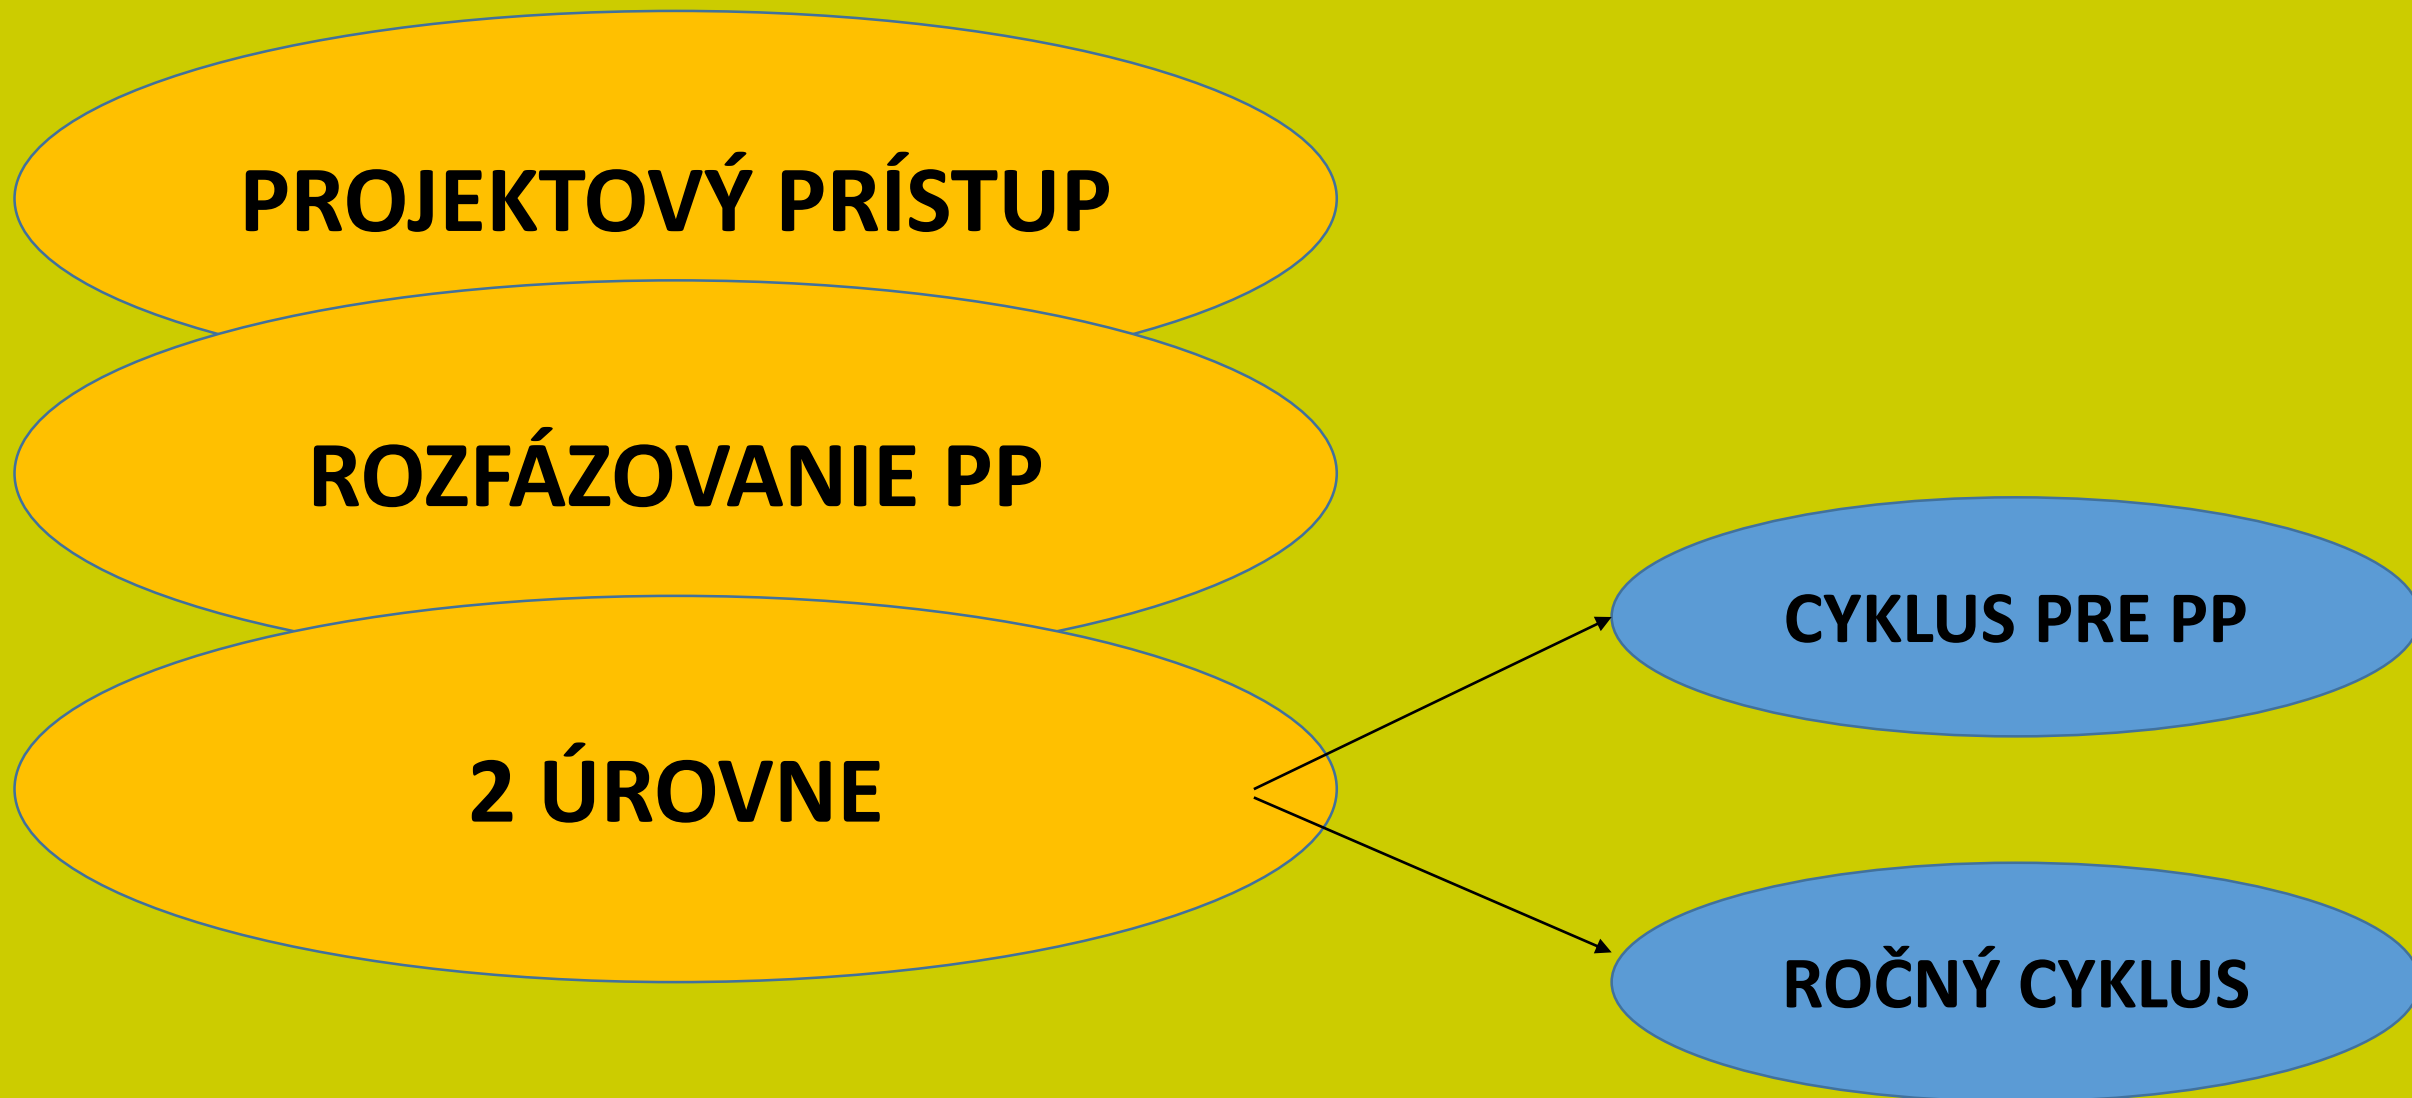 PROJEKTOVÝ PRÍSTUP
ROZFÁZOVANIE PP
2 ÚROVNE
CYKLUS PRE PP
ROČNÝ CYKLUS